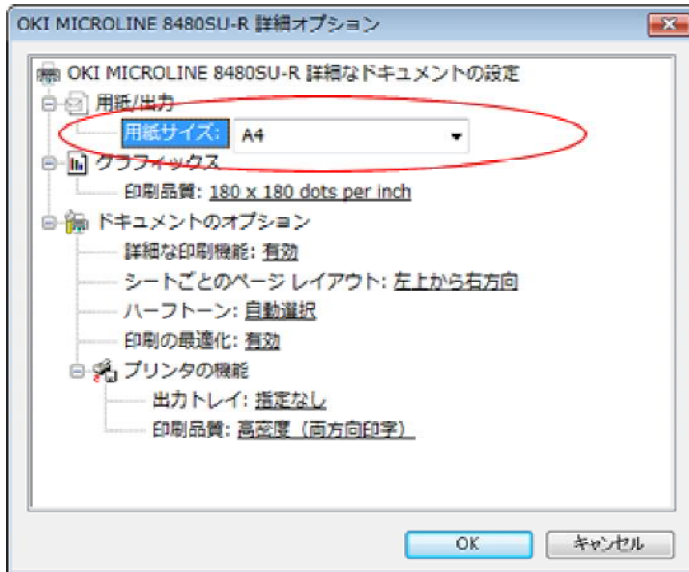 OKI MICROLINE 8480SU-R 詳細オプション
OKI MICROLINE 8480SU-R 詳細なドキュメントの設定
用紙/出力
用紙サイズ: A4
グラフィックス
印刷品質: 180 x 180 dots per inch
ドキュメントのオプション
詳細な印刷機能: 有効
シートごとのページ レイアウト: 左上から右方向
ハーフトーン: 自動選択
印刷の最適化: 有効
プリンタの機能
出力トレイ: 指定なし
印刷品質: 高密度（両方向印字）
OK キャンセル